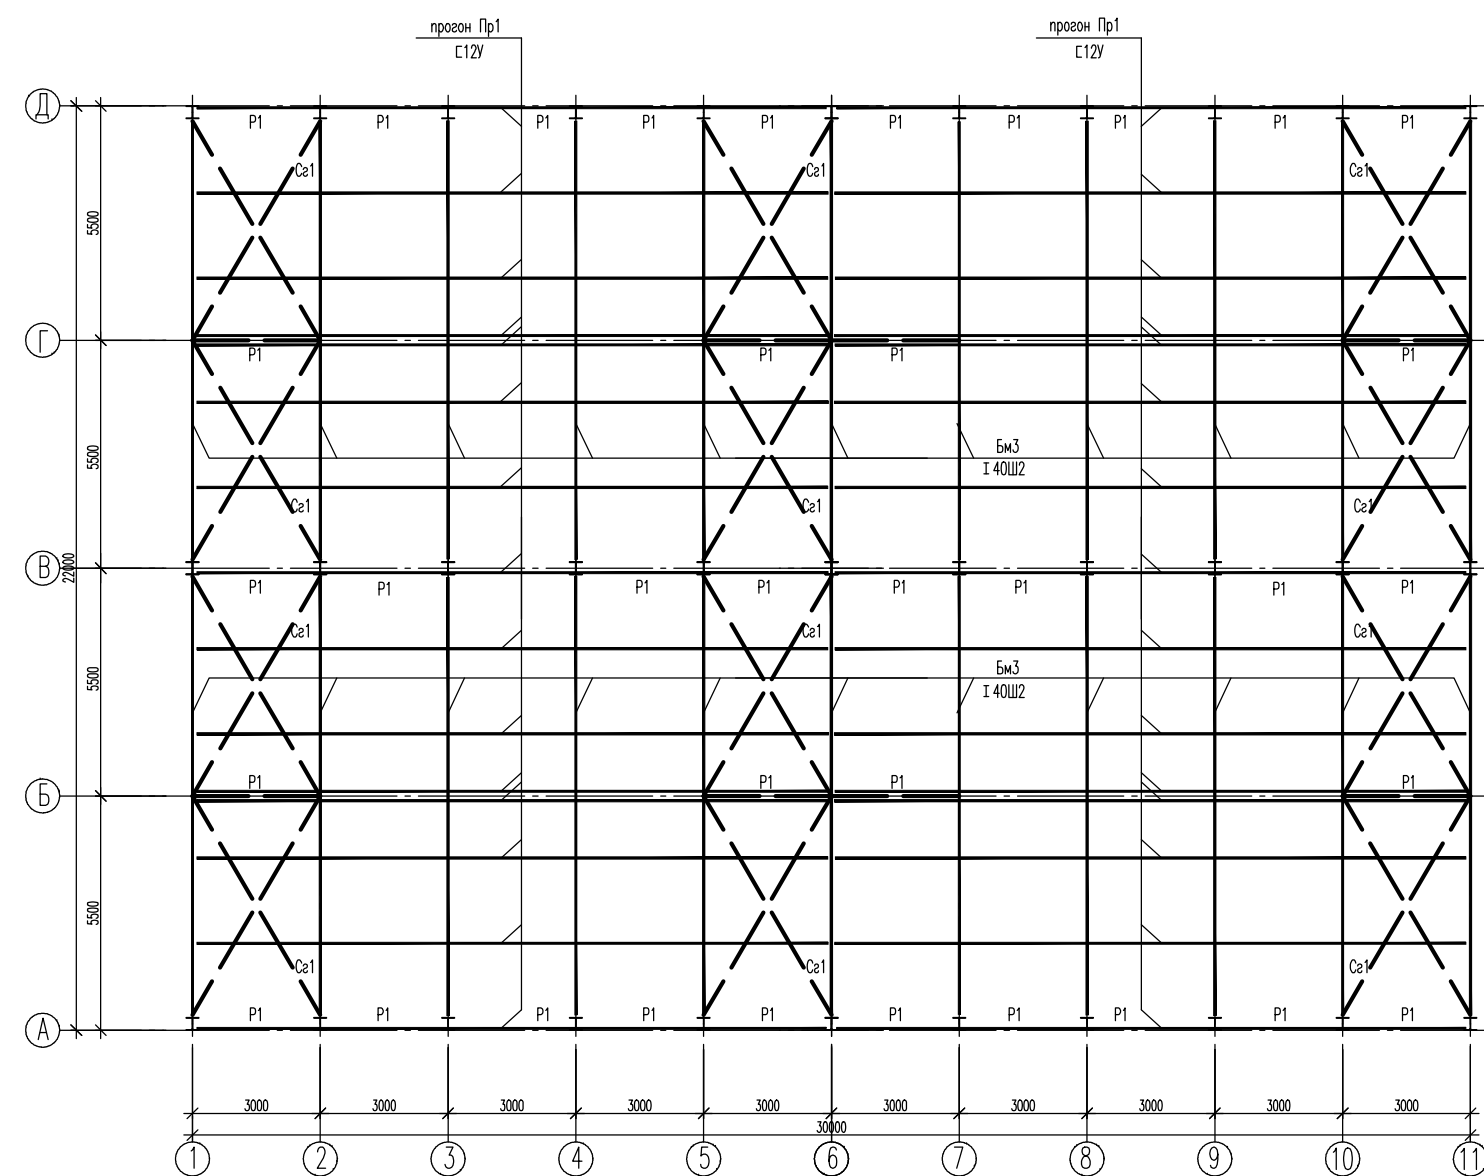 прогон Пр1
[12У
прогон Пр1
[12У
Д
Р1 Р1 Р1 Р1 Р1 Р1 Р1 Р1 Р1 Р1
Сг1 Сг1 Сг1
5500
Г
Р1 Р1 Р1 Р1
5500
Бм3
I 40Ш2
Сг1 Сг1 Сг1
В
22000
Р1 Р1 Р1 Р1 Р1 Р1 Р1 Р1
Сг1 Сг1 Сг1
5500
Бм3
I 40Ш2
Р1 Р1 Р1 Р1
Б
5500
Сг1 Сг1 Сг1
Р1 Р1 Р1 Р1 Р1 Р1 Р1 Р1 Р1 Р1
А
3000 3000 3000 3000 3000 3000 3000 3000 3000 3000
30000
1 2 3 4 5 6 7 8 9 10 11